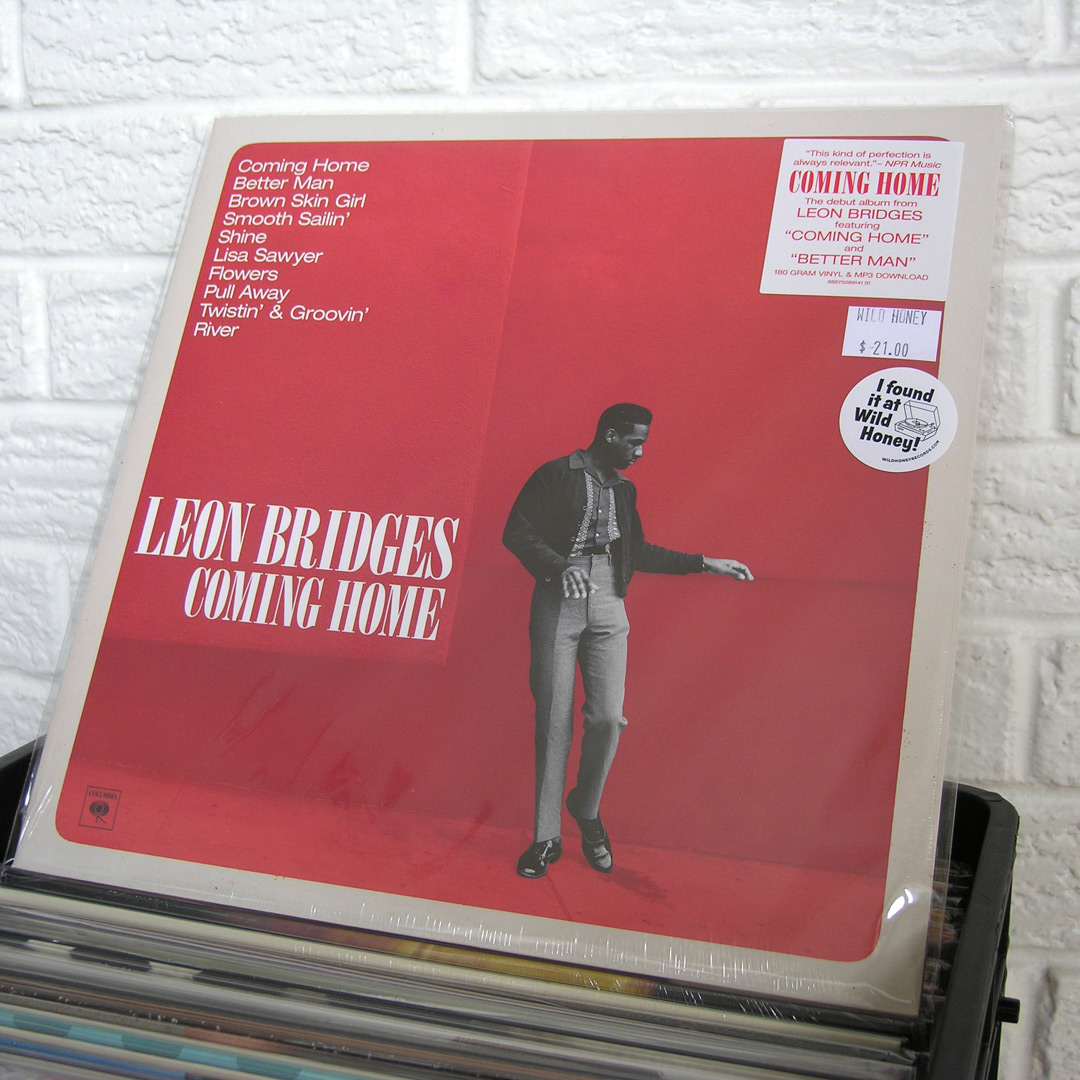 Coming Home
Better Man
Brown Skin Girl
Smooth Sailin'
Shine
Lisa Sawyer
Flowers
Pull Away
Twistin' & Groovin'
River
LEON BRIDGES
COMING HOME
COLUMBIA
"This kind of perfection is
always relevant."– NPR Music
COMING HOME
The debut album from
LEON BRIDGES
featuring
"COMING HOME"
and
"BETTER MAN"
180 GRAM VINYL & MP3 DOWNLOAD
WILD HONEY
$-21.00
I found
it at
Wild
Honey!
WILDHONEYRECORDS.COM